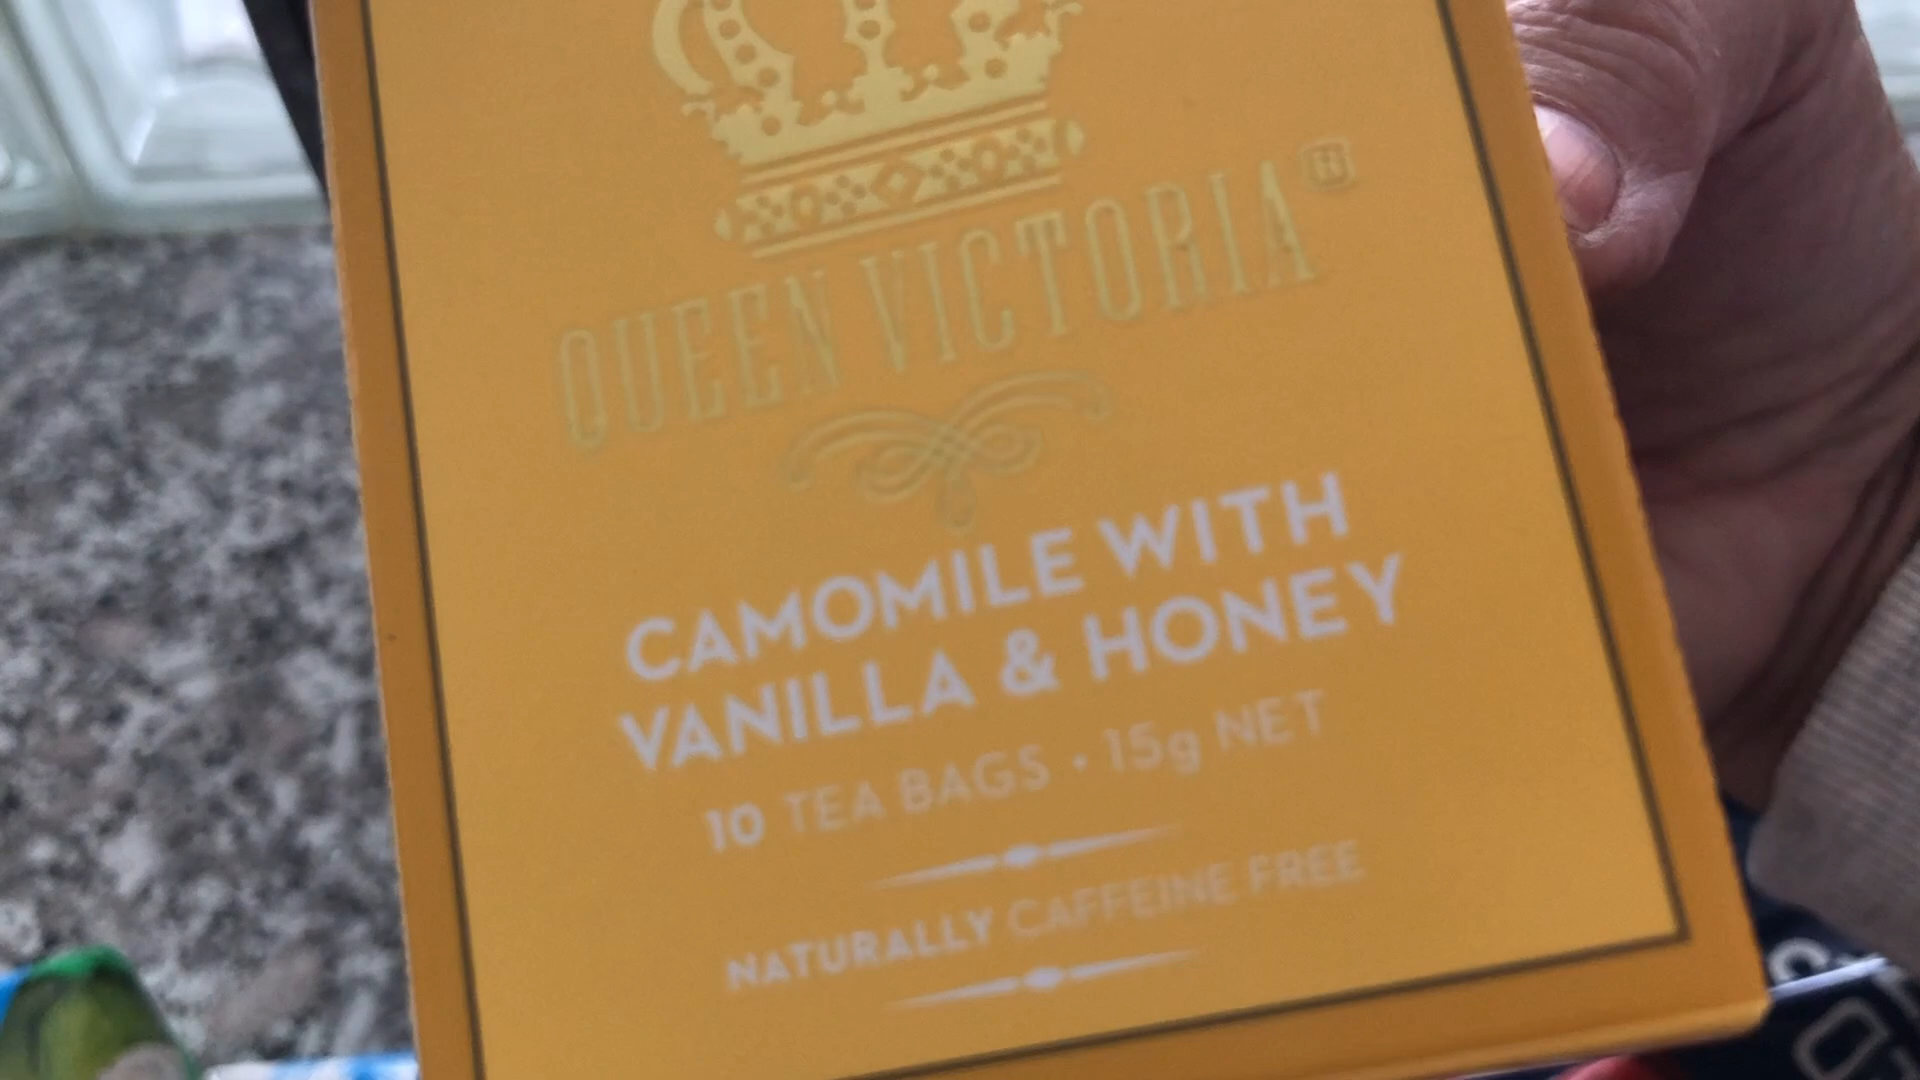 QUEEN VICTORIA
CAMOMILE WITH
VANILLA & HONEY
10 TEA BAGS • 15g NET
NATURALLY CAFFEINE FREE